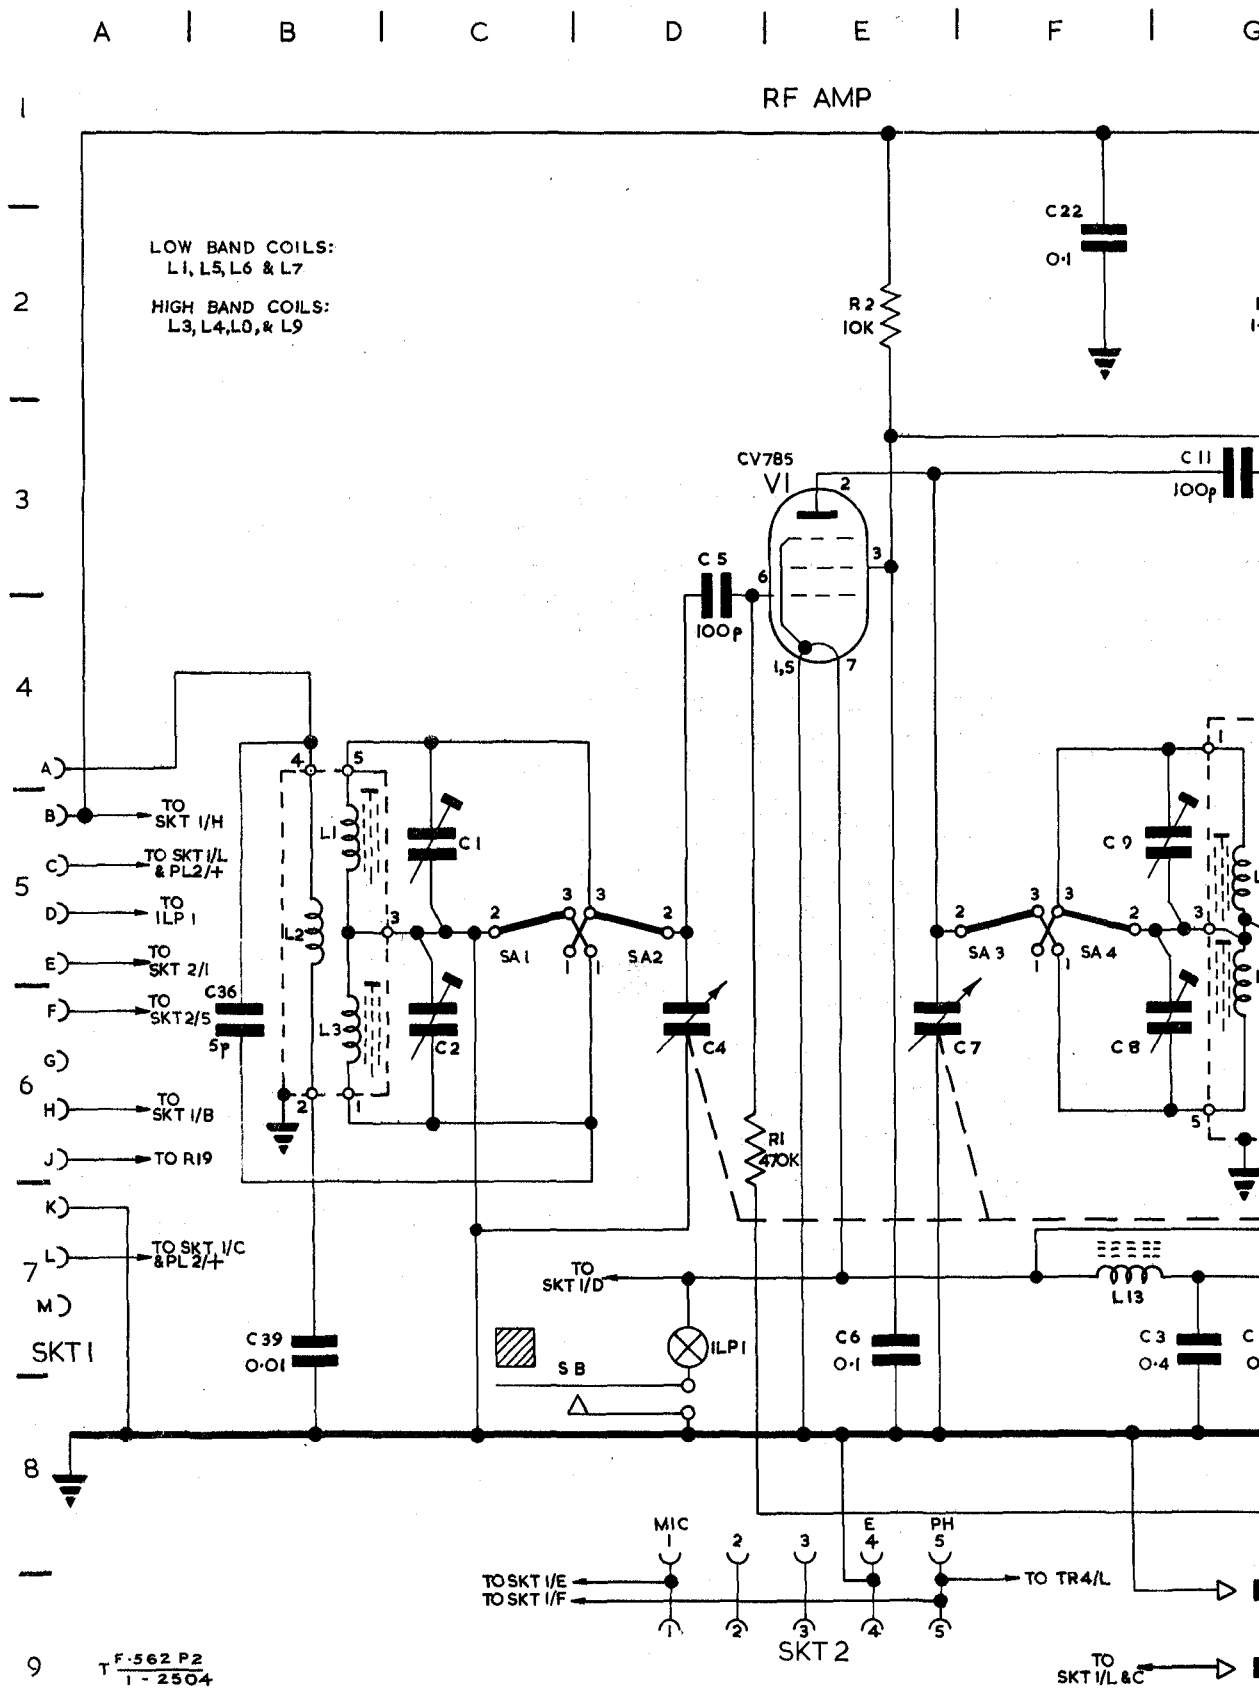 A | B | C | D | E | F | G
RF AMP
1
2
3
4
5
6
7
8
9
LOW BAND COILS:
L1, L5, L6 & L7
HIGH BAND COILS:
L3, L4, L8, & L9
C22
0·1
R2
10K
CV785
V1
2
3
6
1,5
7
C5
100p
C11
100p
A
B TO
SKT 1/H
C TO SKT 1/L
& PL2/+
D TO
ILP 1
E TO
SKT 2/1
F TO
SKT 2/5
G
H TO
SKT 1/B
J TO R19
K
L TO SKT 1/C
& PL 2/+
M
SKT1
4 5
L1
L2
L3
3
2 1
C36
5p
C1
C2
2 3 3 2
SA1 1 1 SA2
C4
C7
R1
470K
2 3 3 2 3
SA3 1 1 SA4
1
C9
C8
5
C39
0·01
TO
SKT 1/D
ILP1
SB
C6
0·1
L13
C3
0·4
MIC E PH
1 2 3 4 5
TO SKT 1/E
TO SKT 1/F
TO TR4/L
1 2 3 4 5
SKT 2
TO
SKT 1/L & C
T F·562 P2
1 - 2504